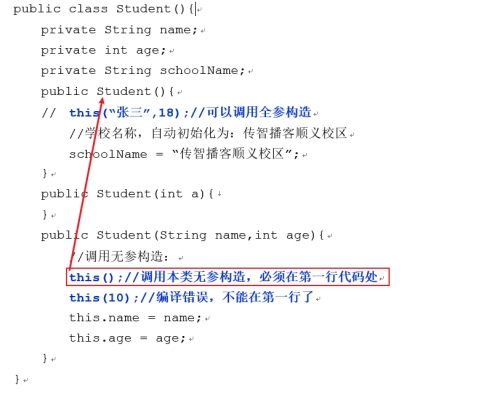 public class Student(){
private String name;
private int age;
private String schoolName;
public Student(){
// this(“张三”,18);//可以调用全参构造
//学校名称，自动初始化为：传智播客顺义校区
schoolName = “传智播客顺义校区”;
}
public Student(int a){
}
public Student(String name,int age){
//调用无参构造：
this();//调用本类无参构造，必须在第一行代码处
this(10);//编译错误，不能在第一行了
this.name = name;
this.age = age;
}
}